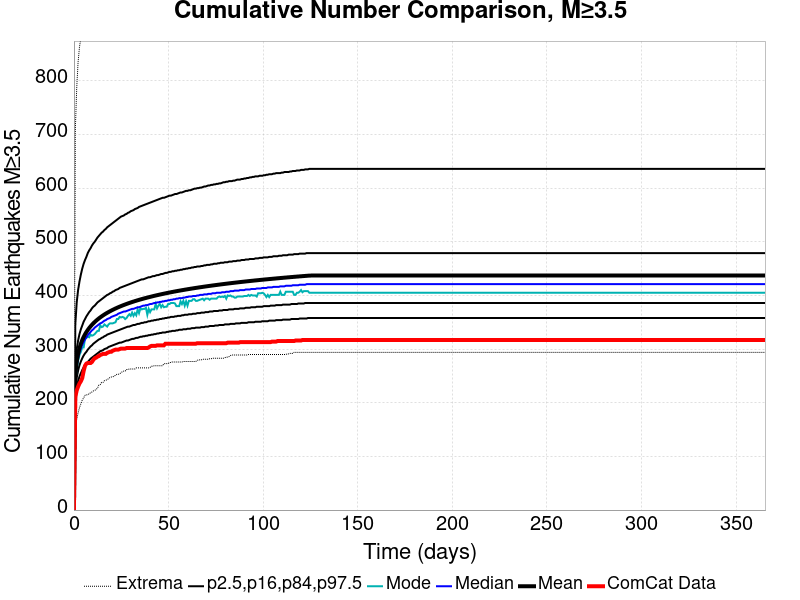 Cumulative Number Comparison, M≥3.5
Cumulative Num Earthquakes M≥3.5
800
700
600
500
400
300
200
100
0
0 50 100 150 200 250 300 350
Time (days)
Extrema p2.5,p16,p84,p97.5 Mode Median Mean ComCat Data